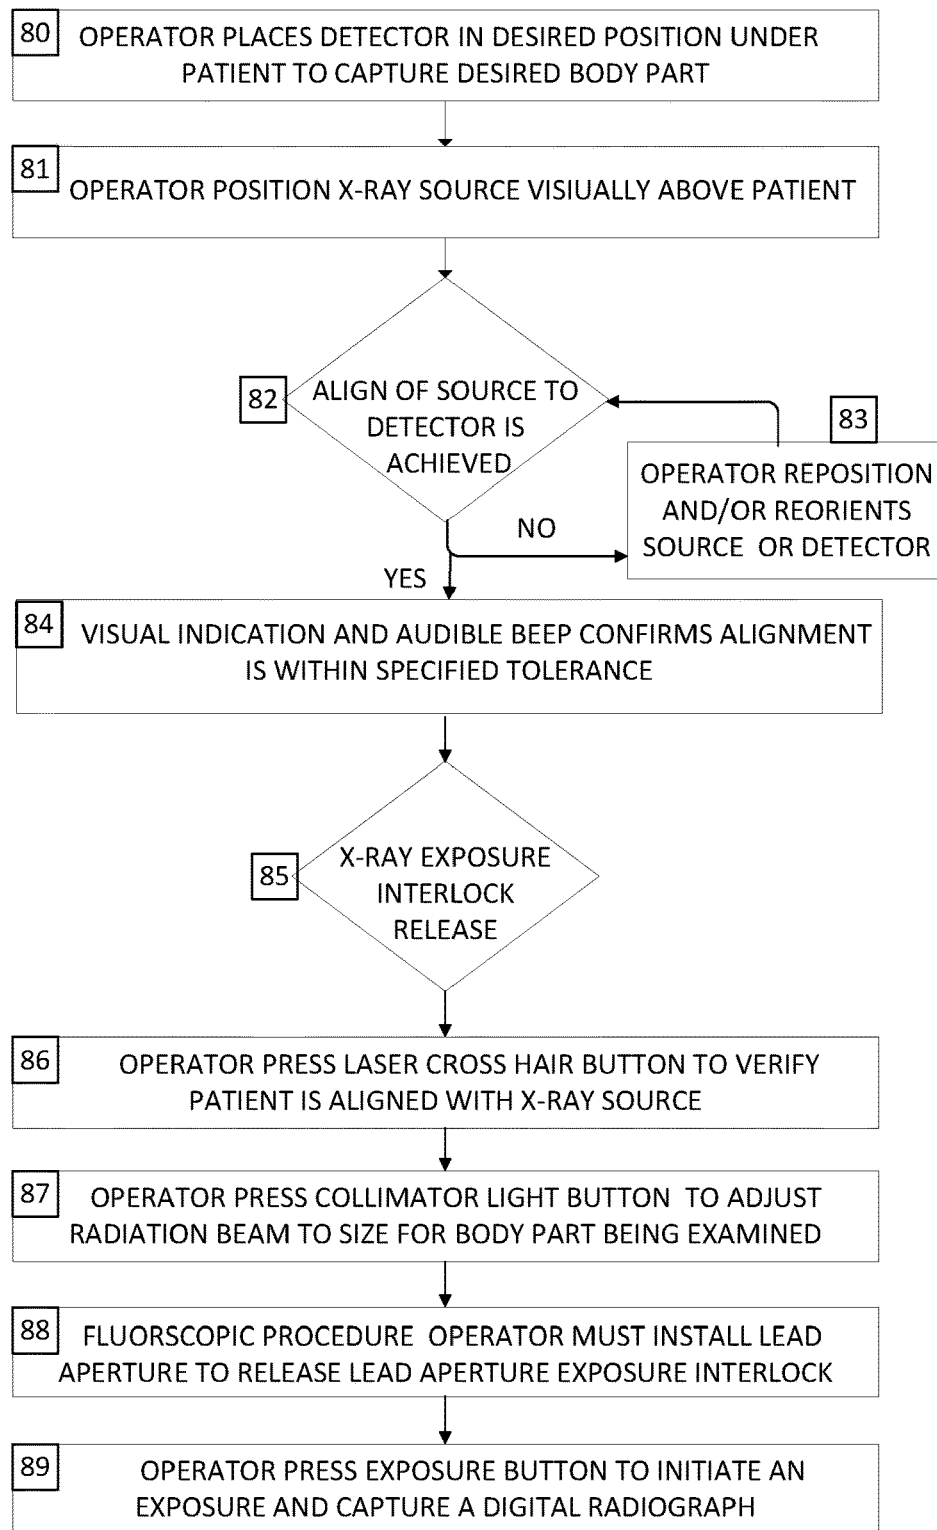 80
OPERATOR PLACES DETECTOR IN DESIRED POSITION UNDER
PATIENT TO CAPTURE DESIRED BODY PART
81
OPERATOR POSITION X-RAY SOURCE VISIUALLY ABOVE PATIENT
82
ALIGN OF SOURCE TO
DETECTOR IS
ACHIEVED
83
OPERATOR REPOSITION
AND/OR REORIENTS
SOURCE OR DETECTOR
NO
YES
84
VISUAL INDICATION AND AUDIBLE BEEP CONFIRMS ALIGNMENT
IS WITHIN SPECIFIED TOLERANCE
85
X-RAY EXPOSURE
INTERLOCK
RELEASE
86
OPERATOR PRESS LASER CROSS HAIR BUTTON TO VERIFY
PATIENT IS ALIGNED WITH X-RAY SOURCE
87
OPERATOR PRESS COLLIMATOR LIGHT BUTTON TO ADJUST
RADIATION BEAM TO SIZE FOR BODY PART BEING EXAMINED
88
FLUORSCOPIC PROCEDURE OPERATOR MUST INSTALL LEAD
APERTURE TO RELEASE LEAD APERTURE EXPOSURE INTERLOCK
89
OPERATOR PRESS EXPOSURE BUTTON TO INITIATE AN
EXPOSURE AND CAPTURE A DIGITAL RADIOGRAPH